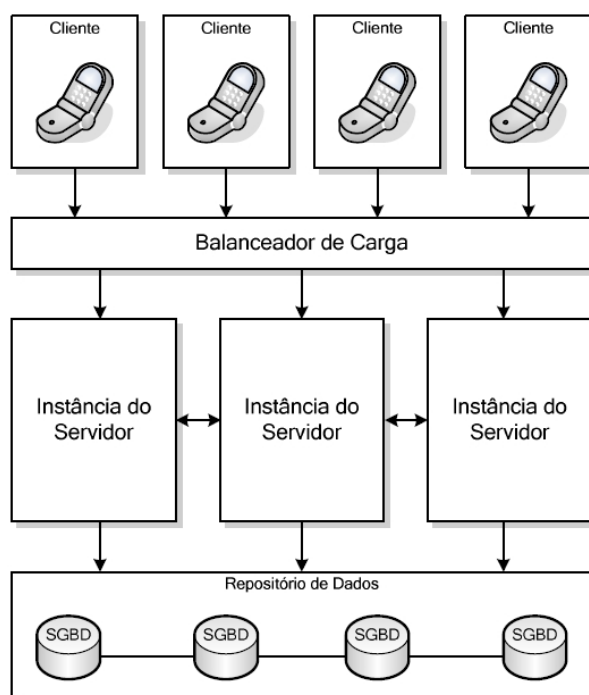 Cliente
Cliente
Cliente
Cliente
Balanceador de Carga
Instância do
Servidor
Instância do
Servidor
Instância do
Servidor
Repositório de Dados
SGBD
SGBD
SGBD
SGBD